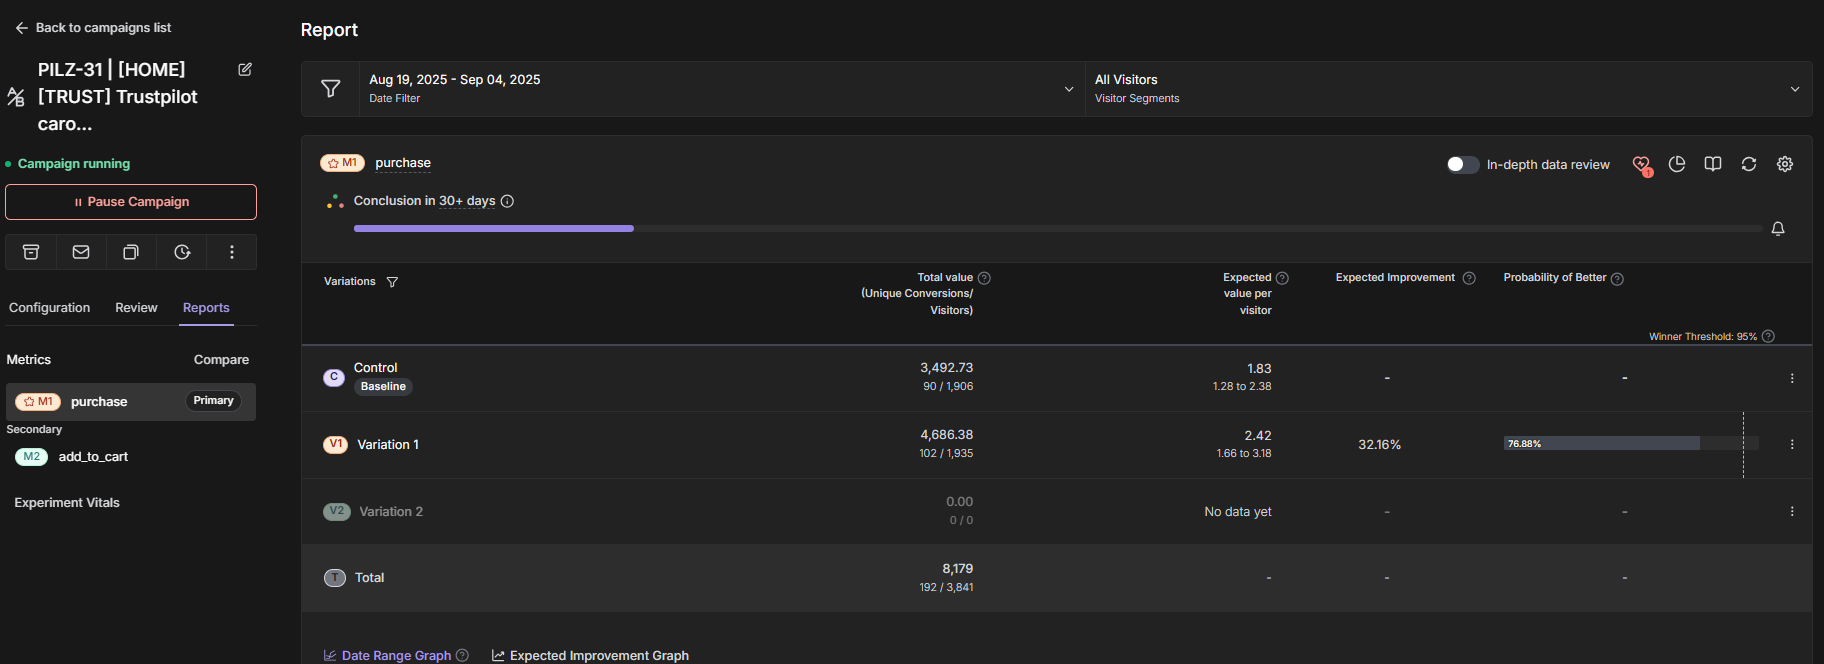 Back to campaigns list
PILZ-31 | [HOME]
[TRUST] Trustpilot
caro...
Campaign running
Pause Campaign
Configuration
Review
Reports
Metrics
Compare
M1
purchase
Primary
Secondary
M2
add_to_cart
Experiment Vitals
Report
Aug 19, 2025 - Sep 04, 2025
Date Filter
All Visitors
Visitor Segments
M1
purchase
In-depth data review
1
Conclusion in 30+ days
Variations
Total value
(Unique Conversions/
Visitors)
Expected
value per
visitor
Expected Improvement
Probability of Better
Winner Threshold: 95%
C
Control
Baseline
3,492.73
90 / 1,906
1.83
1.28 to 2.38
-
-
V1
Variation 1
4,686.38
102 / 1,935
2.42
1.66 to 3.18
32.16%
76.88%
V2
Variation 2
0.00
0 / 0
No data yet
-
-
T
Total
8,179
192 / 3,841
-
-
-
Date Range Graph
Expected Improvement Graph